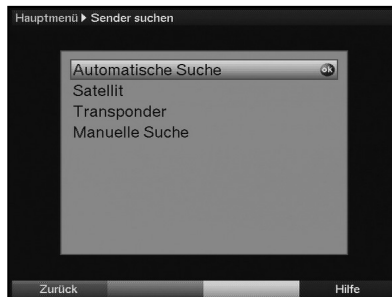 Hauptmenü ▶ Sender suchen
Automatische Suche ok
Satellit
Transponder
Manuelle Suche
Zurück Hilfe